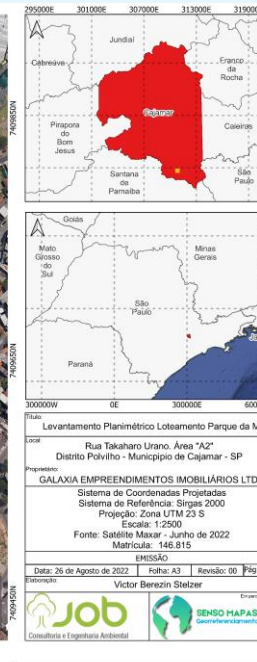 295000E 301000E 307000E 313000E 319000
Jundiaí
Cabreúva
Franco
da
Rocha
7409850N
Cajamar
Pirapora
do
Bom
Jesus
Caieiras
Santana
de
Parnaíba
São
Paulo
Goiás
Mato
Grosso
do
Sul
Minas
Gerais
São
Paulo
7409650N
Paraná
300000W 0E 300000E 6000
Título:
Levantamento Planimétrico Loteamento Parque da M
Local
Rua Takaharo Urano, Área "A2"
Distrito Polvilho - Municipio de Cajamar - SP
Proprietário:
GALAXIA EMPREENDIMENTOS IMOBILIÁRIOS LTD
Sistema de Coordenadas Projetadas
Sistema de Referência: Sirgas 2000
Projeção: Zona UTM 23 S
Escala: 1:2500
Fonte: Satélite Maxar - Junho de 2022
Matrícula: 146.815
EMISSÃO
Data: 26 de Agosto de 2022 Folha: A3 Revisão: 00 Pág
Elaboração:
Victor Berezin Stelzer
7409450N
Job
Consultoria e Engenharia Ambiental
SENSO MAPAS
Georreferenciamento